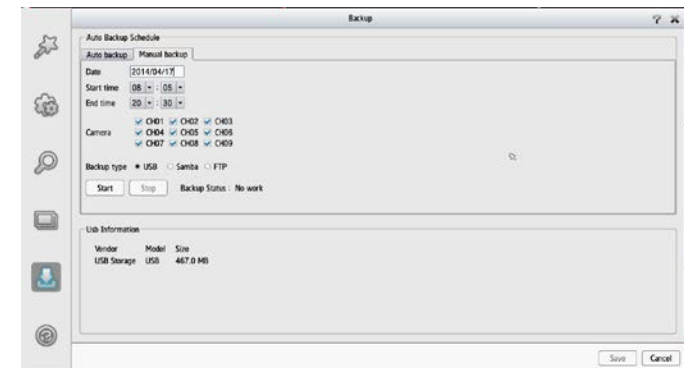 Backup
Auto Backup Schedule
Auto backup Manual backup
Date 2014/04/17
Start time 08 : 05
End time 20 : 30
CH01 CH02 CH03
Camera CH04 CH05 CH06
CH07 CH08 CH09
Backup type USB Samba FTP
Start Stop Backup Status : No work
Usb Information
Vendor Model Size
USB Storage USB 467.0 MB
Save Cancel